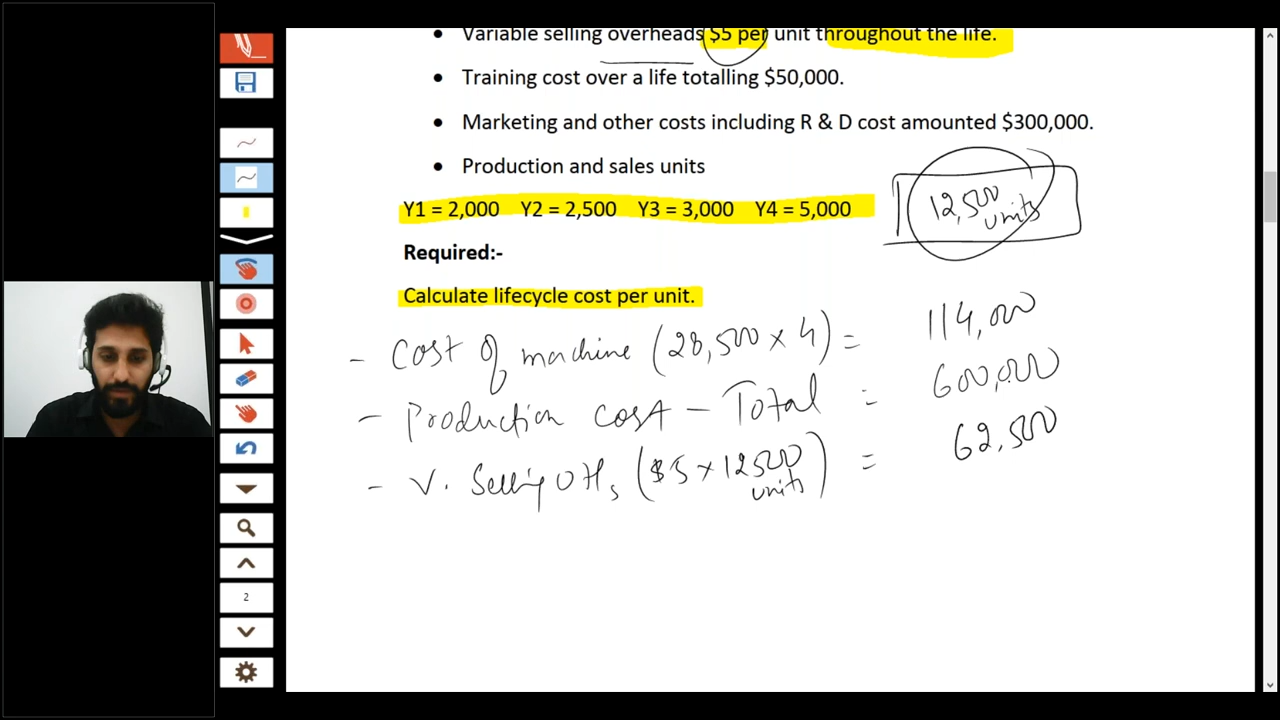 • Variable selling overheads $5 per unit throughout the life.
• Training cost over a life totalling $50,000.
• Marketing and other costs including R & D cost amounted $300,000.
• Production and sales units
Y1 = 2,000 Y2 = 2,500 Y3 = 3,000 Y4 = 5,000
12,500
units
Required:-
Calculate lifecycle cost per unit.
- Cost of machine (28,500 × 4) = 114,000
- Production cost - Total = 600,000
- V. Selling OHs ($5 × 12500 units) = 62,500
2